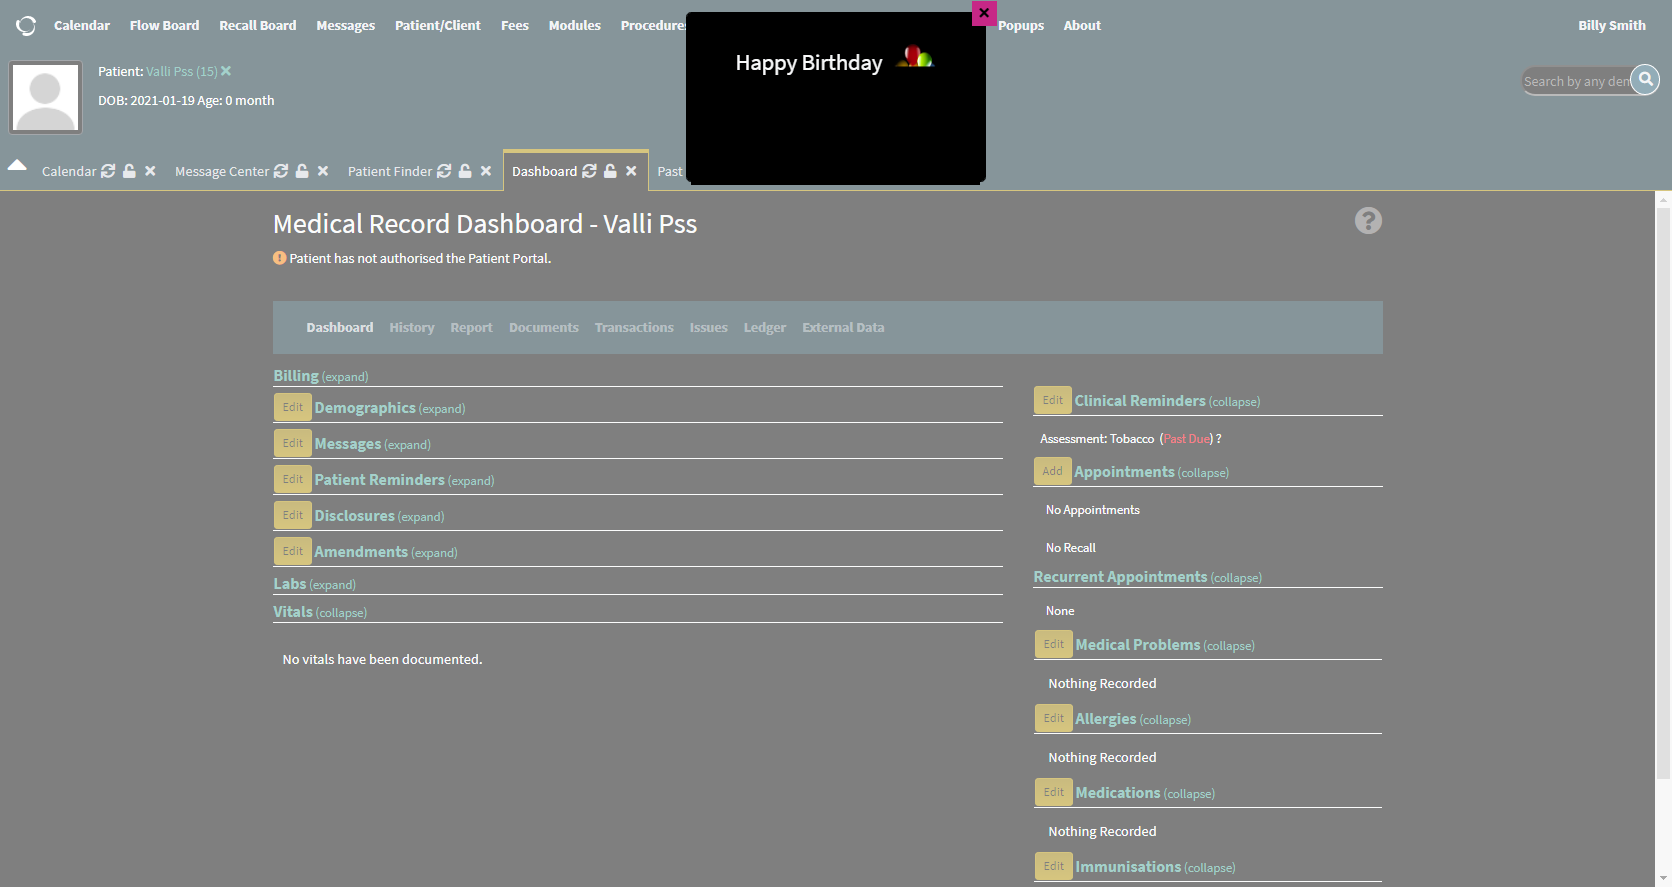 Calendar Flow Board Recall Board Messages Patient/Client Fees Modules Procedures Popups About Billy Smith
Happy Birthday
Patient: Valli Pss (15)
DOB: 2021-01-19 Age: 0 month
Search by any den
Calendar Message Center Patient Finder Dashboard Past
Medical Record Dashboard - Valli Pss
Patient has not authorised the Patient Portal.
Dashboard History Report Documents Transactions Issues Ledger External Data
Billing (expand)
Edit Demographics (expand)
Edit Messages (expand)
Edit Patient Reminders (expand)
Edit Disclosures (expand)
Edit Amendments (expand)
Labs (expand)
Vitals (collapse)
No vitals have been documented.
Edit Clinical Reminders (collapse)
Assessment: Tobacco (Past Due) ?
Add Appointments (collapse)
No Appointments
No Recall
Recurrent Appointments (collapse)
None
Edit Medical Problems (collapse)
Nothing Recorded
Edit Allergies (collapse)
Nothing Recorded
Edit Medications (collapse)
Nothing Recorded
Edit Immunisations (collapse)